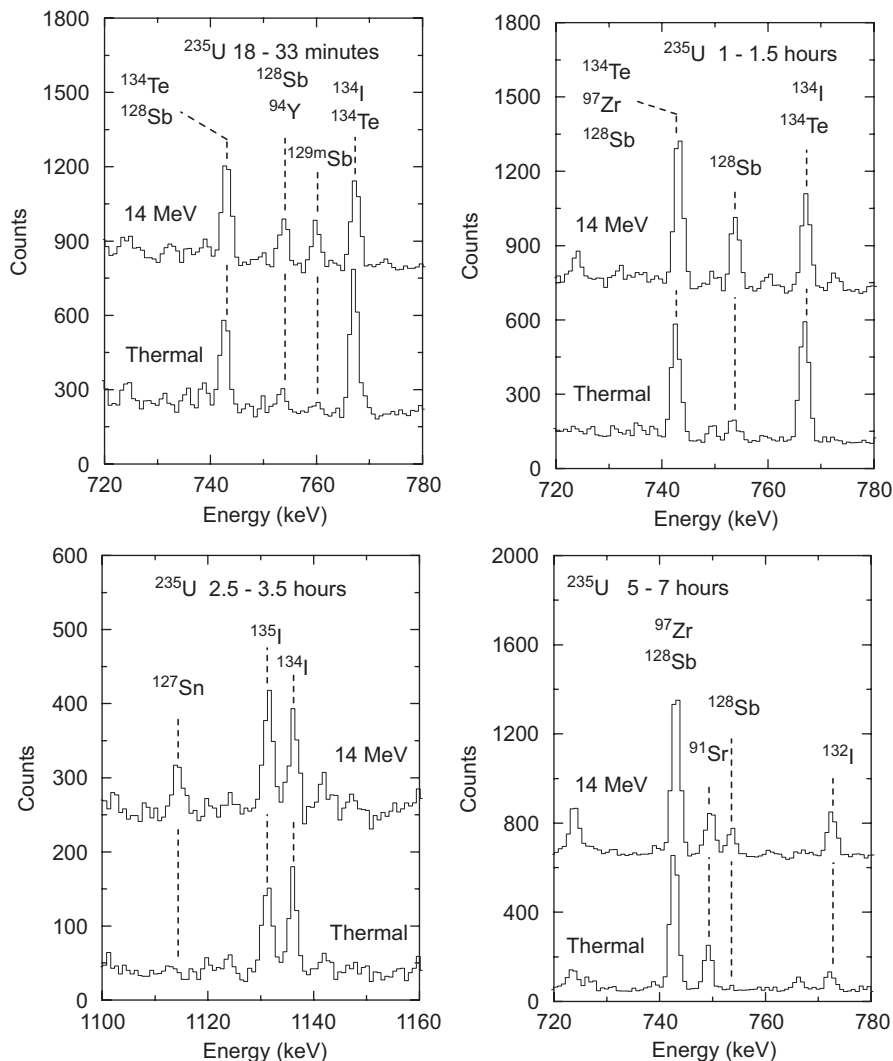 1800
1500
1200
900
600
300
0
Counts
²³⁵U 18 - 33 minutes
¹³⁴Te
¹²⁸Sb
¹²⁸Sb
⁹⁴Y
¹²⁹ᵐSb
¹³⁴I
¹³⁴Te
14 MeV
Thermal
720 740 760 780
Energy (keV)
1800
1500
1200
900
600
300
0
Counts
²³⁵U 1 - 1.5 hours
¹³⁴Te
⁹⁷Zr
¹²⁸Sb
¹²⁸Sb
¹³⁴I
¹³⁴Te
14 MeV
Thermal
720 740 760 780
Energy (keV)
600
500
400
300
200
100
0
Counts
²³⁵U 2.5 - 3.5 hours
¹²⁷Sn
¹³⁵I
¹³⁴I
14 MeV
Thermal
1100 1120 1140 1160
Energy (keV)
2000
1600
1200
800
400
0
Counts
²³⁵U 5 - 7 hours
⁹⁷Zr
¹²⁸Sb
⁹¹Sr
¹²⁸Sb
¹³²I
14 MeV
Thermal
720 740 760 780
Energy (keV)